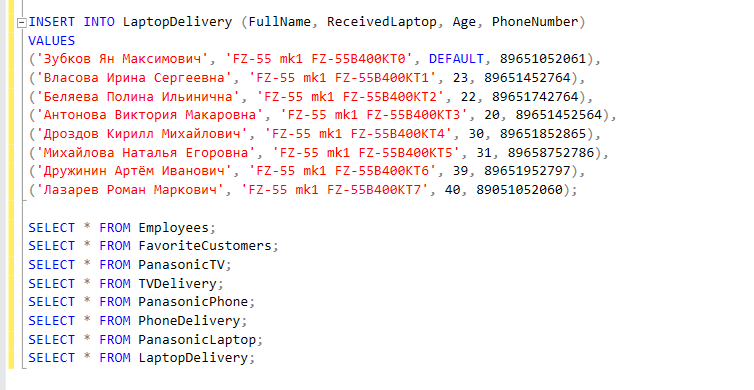 INSERT INTO LaptopDelivery (FullName, ReceivedLaptop, Age, PhoneNumber)
VALUES
('Зубков Ян Максимович', 'FZ-55 mk1 FZ-55B400KT0', DEFAULT, 89651052061),
('Власова Ирина Сергеевна', 'FZ-55 mk1 FZ-55B400KT1', 23, 89651452764),
('Беляева Полина Ильинична', 'FZ-55 mk1 FZ-55B400KT2', 22, 89651742764),
('Антонова Виктория Макаровна', 'FZ-55 mk1 FZ-55B400KT3', 20, 89651452564),
('Дроздов Кирилл Михайлович', 'FZ-55 mk1 FZ-55B400KT4', 30, 89651852865),
('Михайлова Наталья Егоровна', 'FZ-55 mk1 FZ-55B400KT5', 31, 89658752786),
('Дружинин Артём Иванович', 'FZ-55 mk1 FZ-55B400KT6', 39, 89651952797),
('Лазарев Роман Маркович', 'FZ-55 mk1 FZ-55B400KT7', 40, 89051052060);
SELECT * FROM Employees;
SELECT * FROM FavoriteCustomers;
SELECT * FROM PanasonicTV;
SELECT * FROM TVDelivery;
SELECT * FROM PanasonicPhone;
SELECT * FROM PhoneDelivery;
SELECT * FROM PanasonicLaptop;
SELECT * FROM LaptopDelivery;